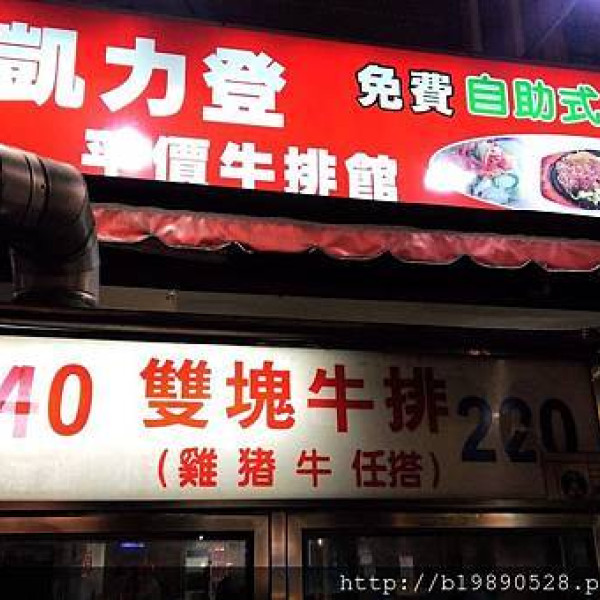 凱力登 免費自助式
平價牛排館
40 雙塊牛排 220
(雞豬牛 任搭)
http://b19890528.p